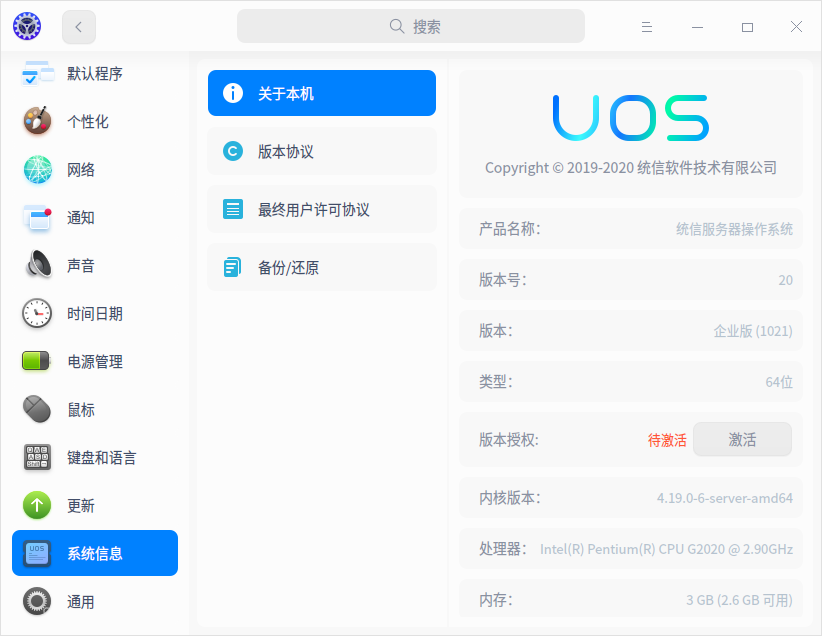 搜索
默认程序
个性化
网络
通知
声音
时间日期
电源管理
鼠标
键盘和语言
更新
系统信息
通用
关于本机
版本协议
最终用户许可协议
备份/还原
UOS
Copyright © 2019-2020 统信软件技术有限公司
产品名称: 统信服务器操作系统
版本号: 20
版本: 企业版 (1021)
类型: 64位
版本授权: 待激活 激活
内核版本: 4.19.0-6-server-amd64
处理器: Intel(R) Pentium(R) CPU G2020 @ 2.90GHz
内存: 3 GB (2.6 GB 可用)